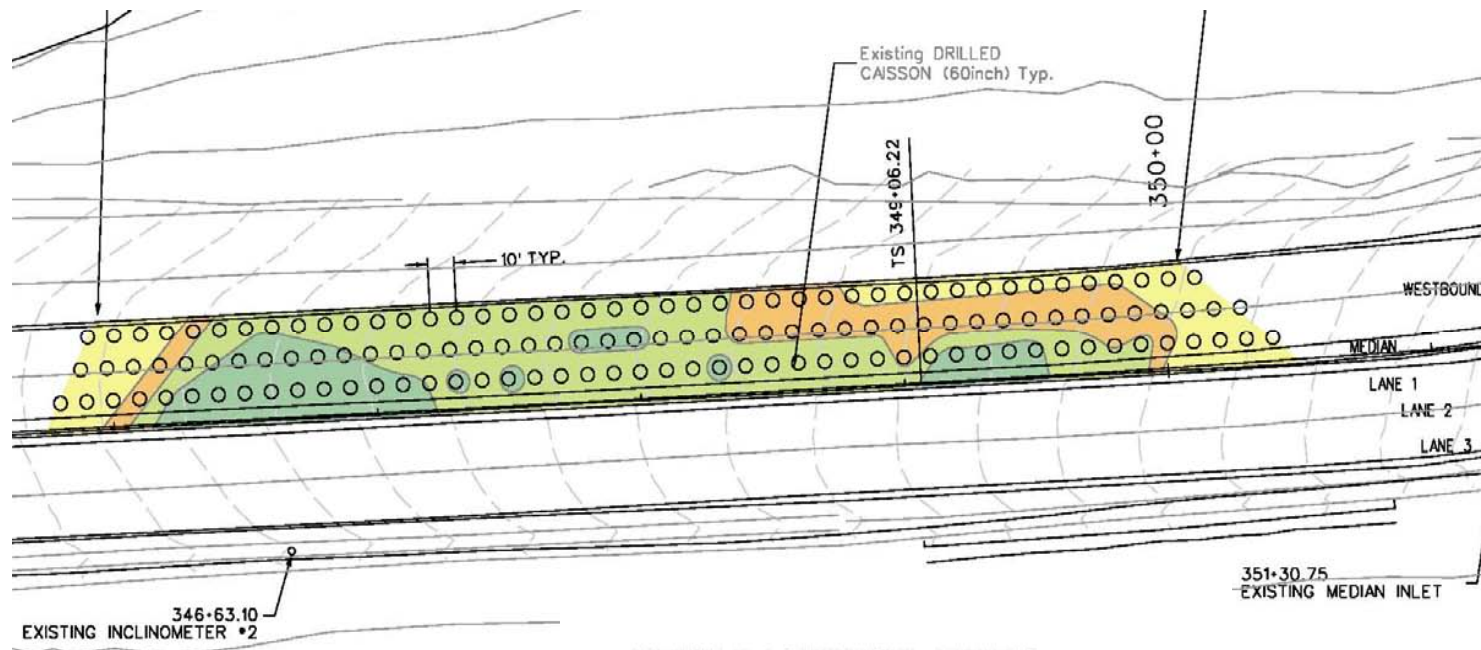 Existing DRILLED
CAISSON (60inch) Typ.
350+00
TS 349+06.22
10' TYP.
WESTBOUND
MEDIAN
LANE 1
LANE 2
LANE 3
351+30.75
EXISTING MEDIAN INLET
346+63.10
EXISTING INCLINOMETER #2